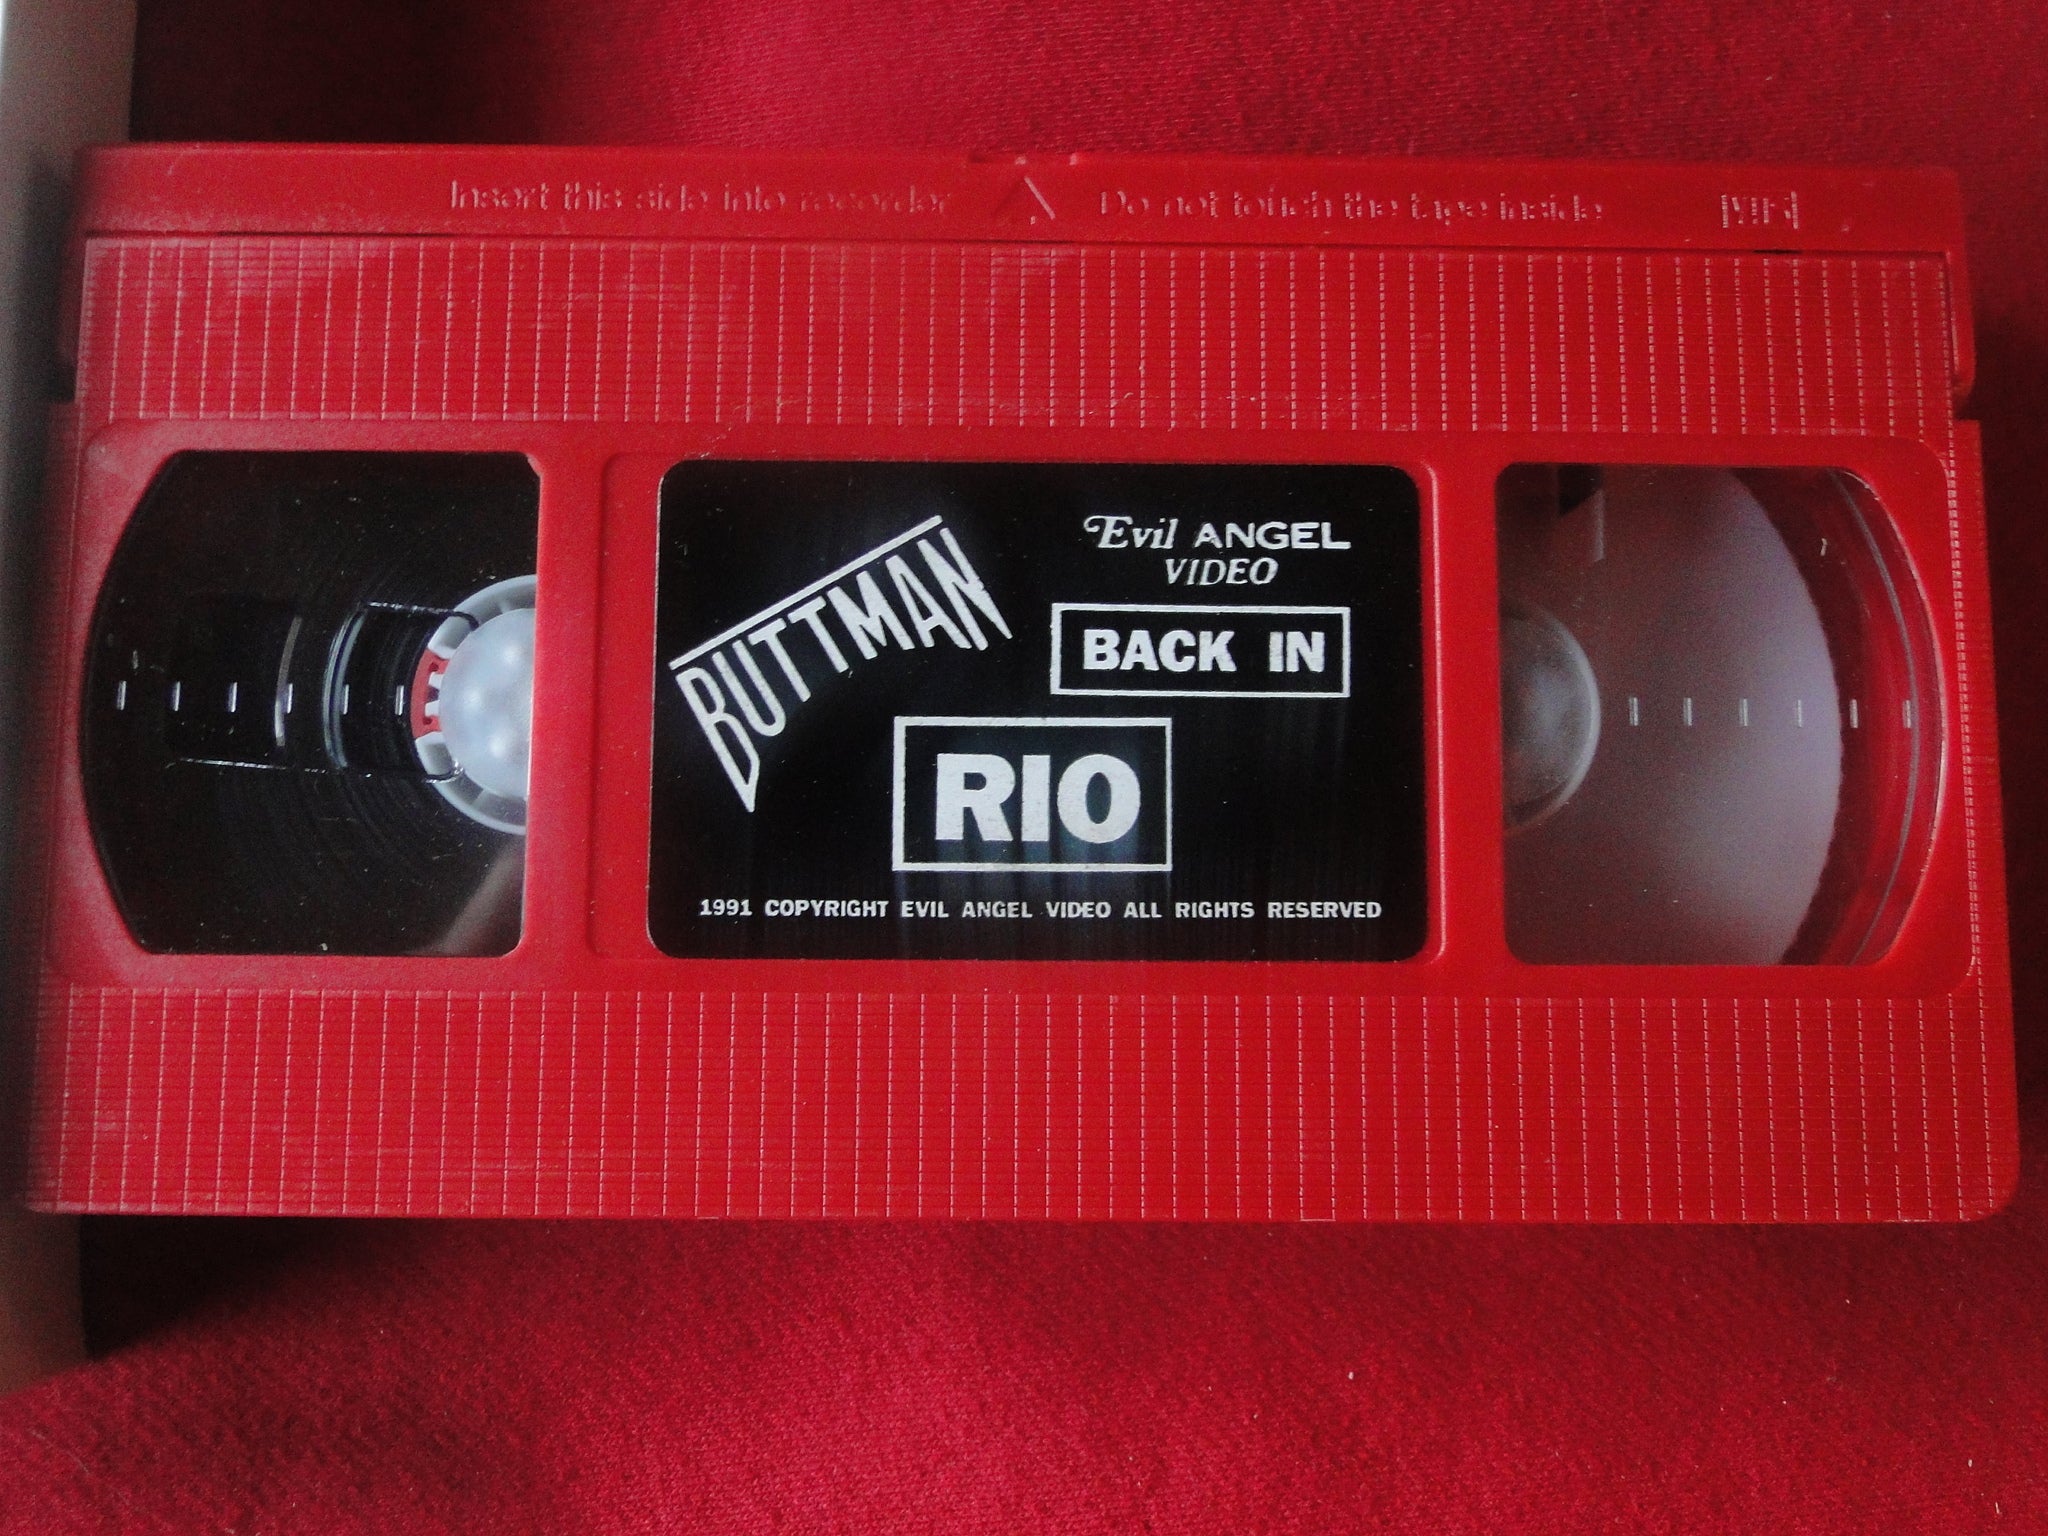 Insert this side into recorder △ Do not touch the tape inside VHS
BUTTMAN
Evil ANGEL
VIDEO
BACK IN
RIO
1991 COPYRIGHT EVIL ANGEL VIDEO ALL RIGHTS RESERVED